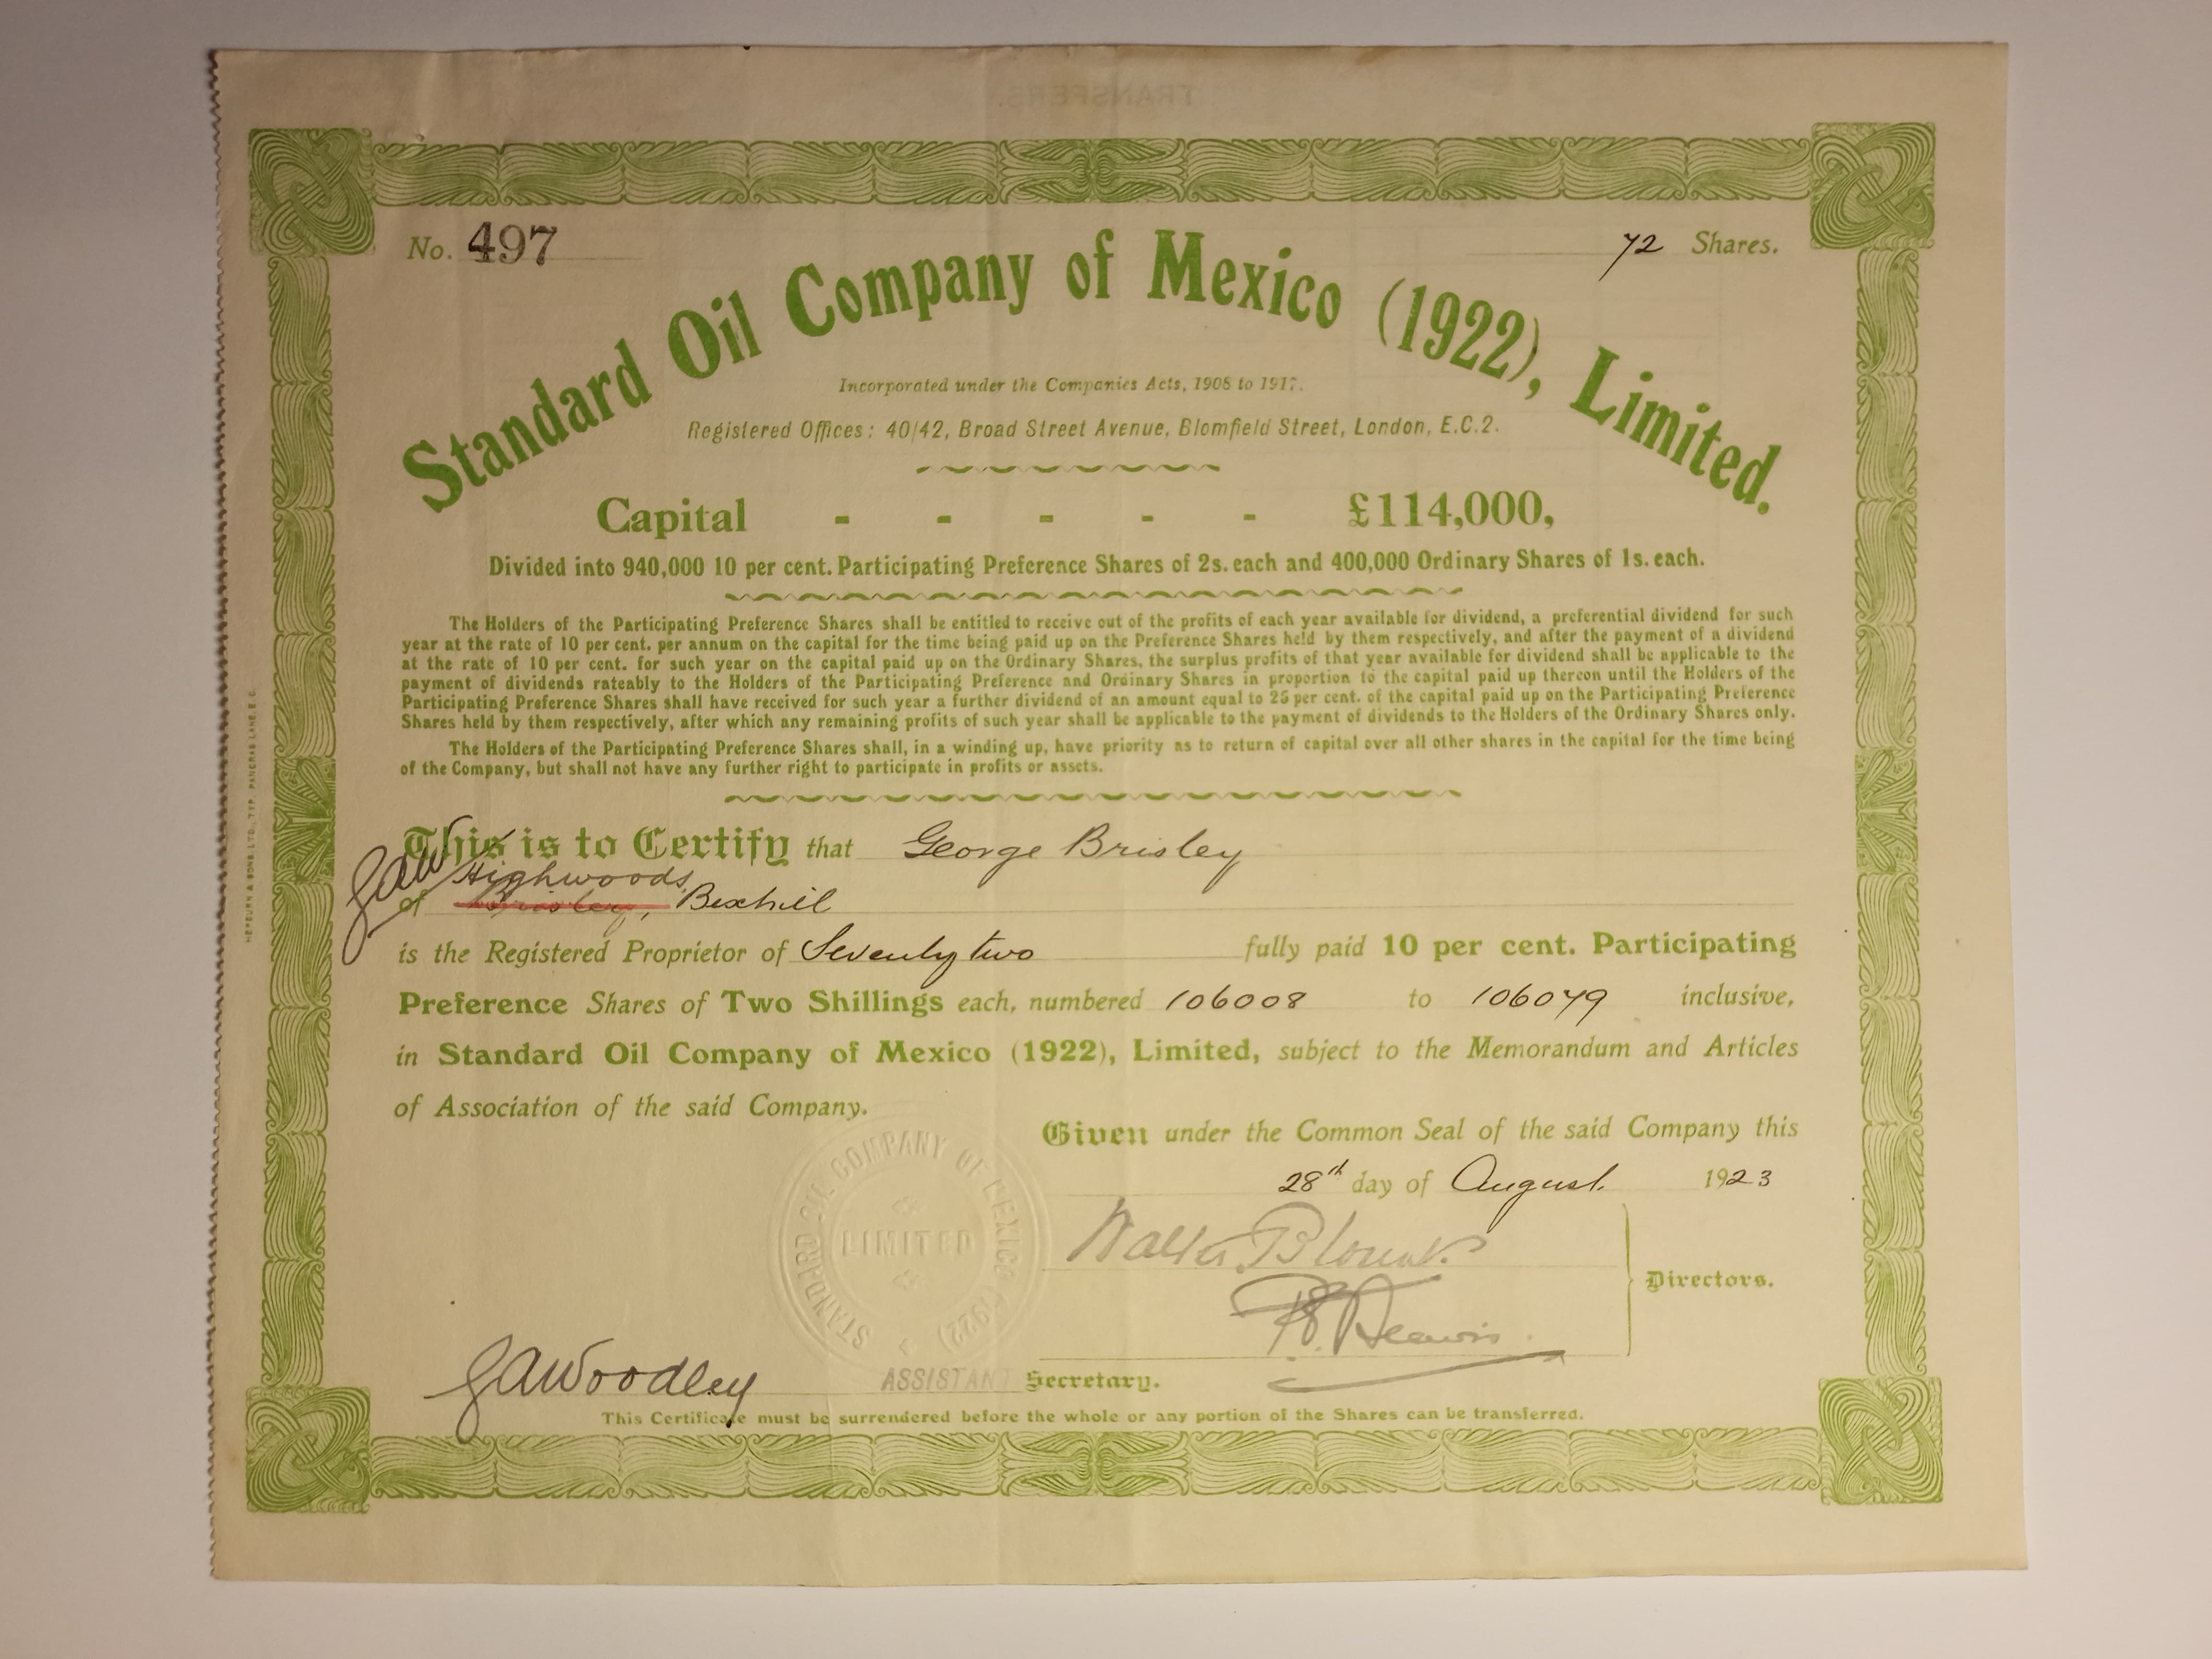 TRANSFERS.
No. 497
72 Shares.
Standard Oil Company of Mexico (1922), Limited.
Incorporated under the Companies Acts, 1908 to 1917.
Registered Offices: 40/42, Broad Street Avenue, Blomfield Street, London, E.C.2.
Capital - - - - - £114,000,
Divided into 940,000 10 per cent. Participating Preference Shares of 2s. each and 400,000 Ordinary Shares of 1s. each.
The Holders of the Participating Preference Shares shall be entitled to receive out of the profits of each year available for dividend, a preferential dividend for such
year at the rate of 10 per cent. per annum on the capital for the time being paid up on the Preference Shares held by them respectively, and after the payment of a dividend
at the rate of 10 per cent. for such year on the capital paid up on the Ordinary Shares, the surplus profits of that year available for dividend shall be applicable to the
payment of dividends rateably to the Holders of the Participating Preference and Ordinary Shares in proportion to the capital paid up thereon until the Holders of the
Participating Preference Shares shall have received for such year a further dividend of an amount equal to 25 per cent. of the capital paid up on the Participating Preference
Shares held by them respectively, after which any remaining profits of such year shall be applicable to the payment of dividends to the Holders of the Ordinary Shares only.
The Holders of the Participating Preference Shares shall, in a winding up, have priority as to return of capital over all other shares in the capital for the time being
of the Company, but shall not have any further right to participate in profits or assets.
This is to Certify that George Brisley
GAW Highwoods
of Brisley, Bexhill
is the Registered Proprietor of Seventy two fully paid 10 per cent. Participating
Preference Shares of Two Shillings each, numbered 106008 to 106079 inclusive,
in Standard Oil Company of Mexico (1922), Limited, subject to the Memorandum and Articles
of Association of the said Company.
Given under the Common Seal of the said Company this
28th day of August 1923
STANDARD OIL COMPANY OF MEXICO (1922)
LIMITED
Walter Blount
Directors.
GAWoodley ASSISTANT Secretary.
This Certificate must be surrendered before the whole or any portion of the Shares can be transferred.
HEPBURN & SONS, LTD., TYP. PANCRAS LANE, E.C.